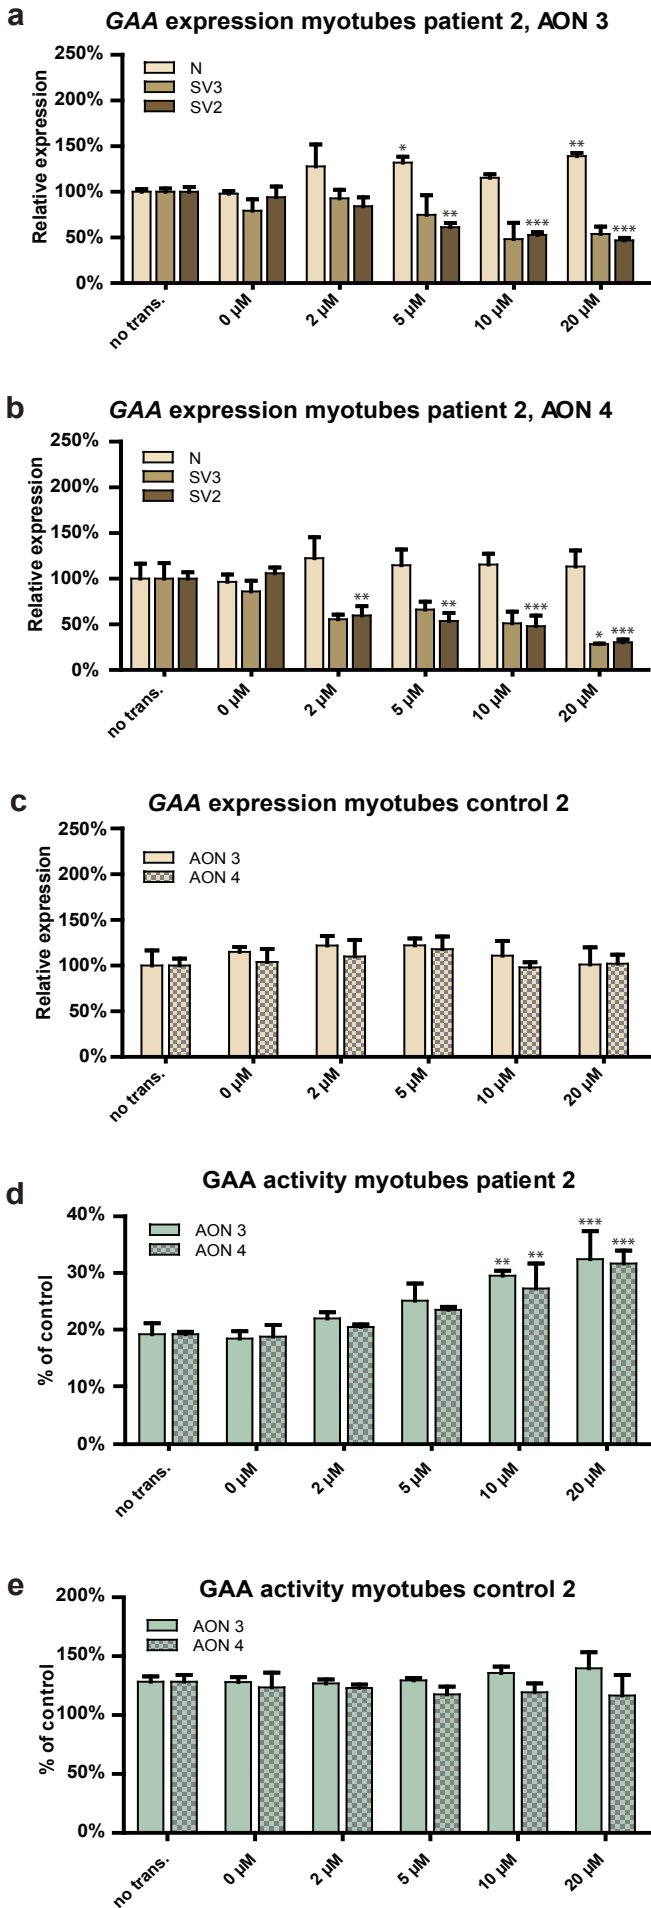 a
GAA expression myotubes patient 2, AON 3
250%
200%
150%
100%
50%
0%
Relative expression
N
SV3
SV2
*
**
***
**
***
no trans.
0 µM
2 µM
5 µM
10 µM
20 µM
b
GAA expression myotubes patient 2, AON 4
250%
200%
150%
100%
50%
0%
Relative expression
N
SV3
SV2
**
**
***
*
***
no trans.
0 µM
2 µM
5 µM
10 µM
20 µM
c
GAA expression myotubes control 2
250%
200%
150%
100%
50%
0%
Relative expression
AON 3
AON 4
no trans.
0 µM
2 µM
5 µM
10 µM
20 µM
d
GAA activity myotubes patient 2
40%
30%
20%
10%
0%
% of control
AON 3
AON 4
**
**
***
***
no trans.
0 µM
2 µM
5 µM
10 µM
20 µM
e
GAA activity myotubes control 2
200%
150%
100%
50%
0%
% of control
AON 3
AON 4
no trans.
0 µM
2 µM
5 µM
10 µM
20 µM